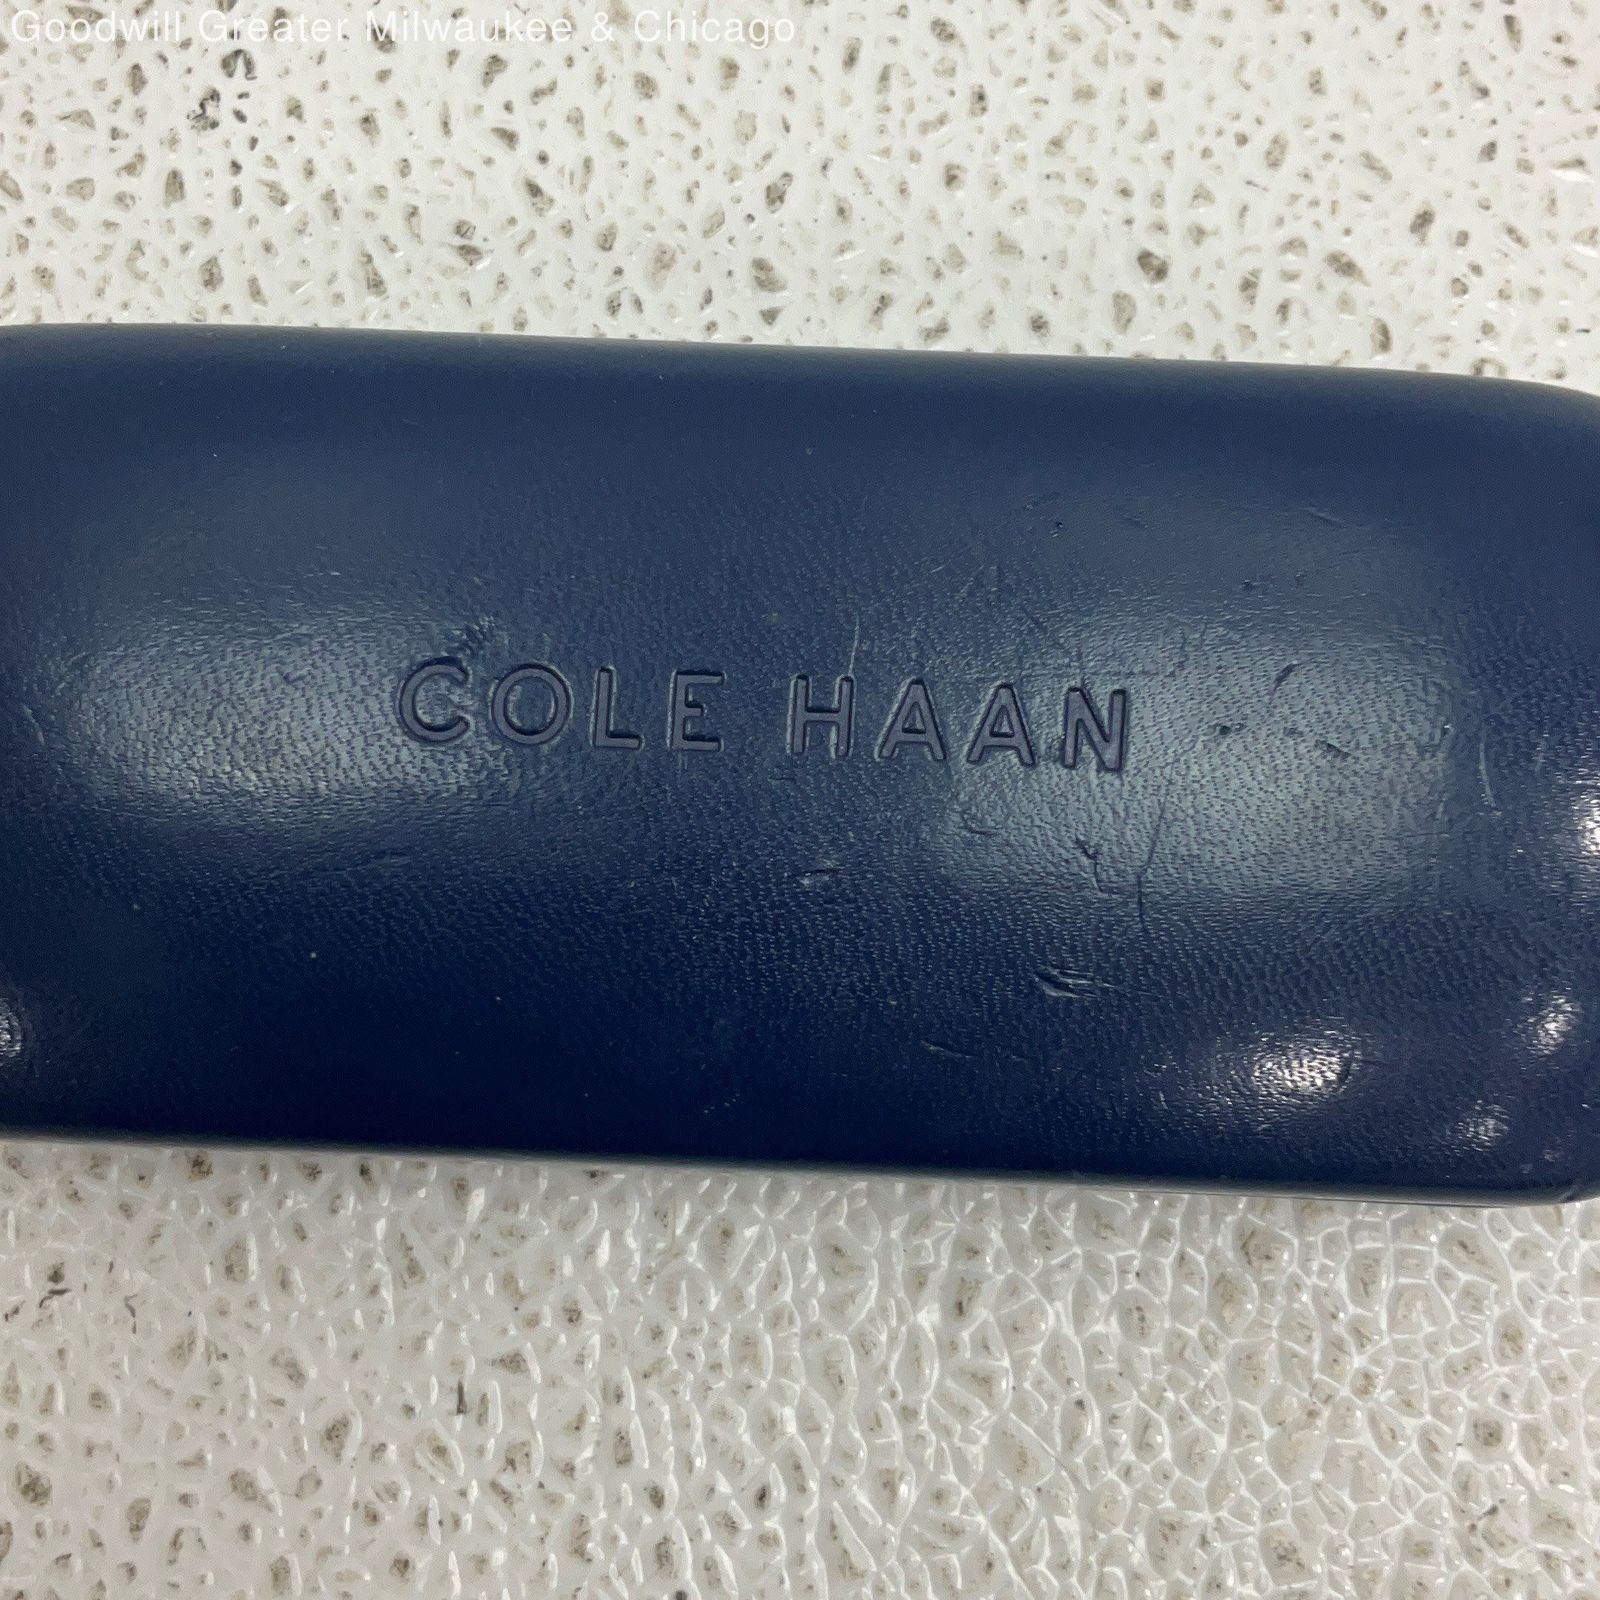 Goodwill Greater Milwaukee & Chicago
COLE HAAN